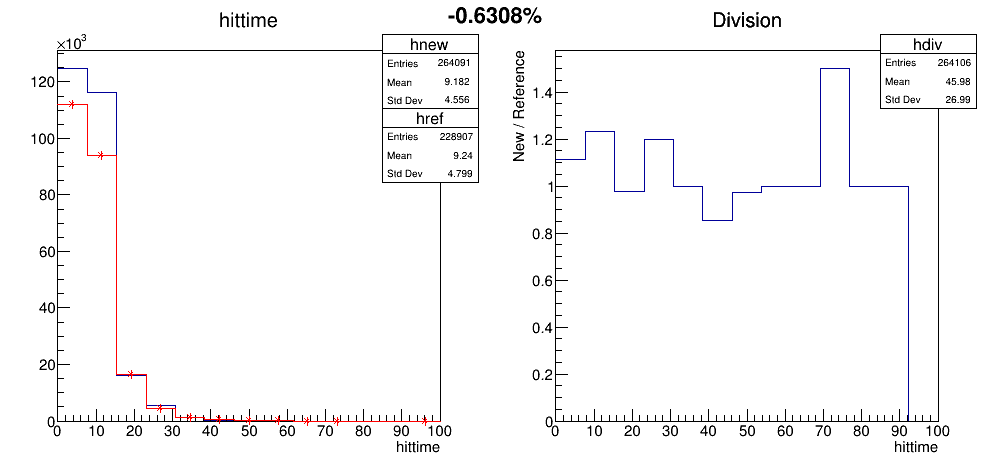 -0.6308%
hittime
×10³
hnew
Entries 264091
Mean 9.182
Std Dev 4.556
href
Entries 228907
Mean 9.24
Std Dev 4.799
120
100
80
60
40
20
0
0 10 20 30 40 50 60 70 80 90 100
hittime
Division
hdiv
Entries 264106
Mean 45.98
Std Dev 26.99
New / Reference
1.4
1.2
1
0.8
0.6
0.4
0.2
0
0 10 20 30 40 50 60 70 80 90 100
hittime